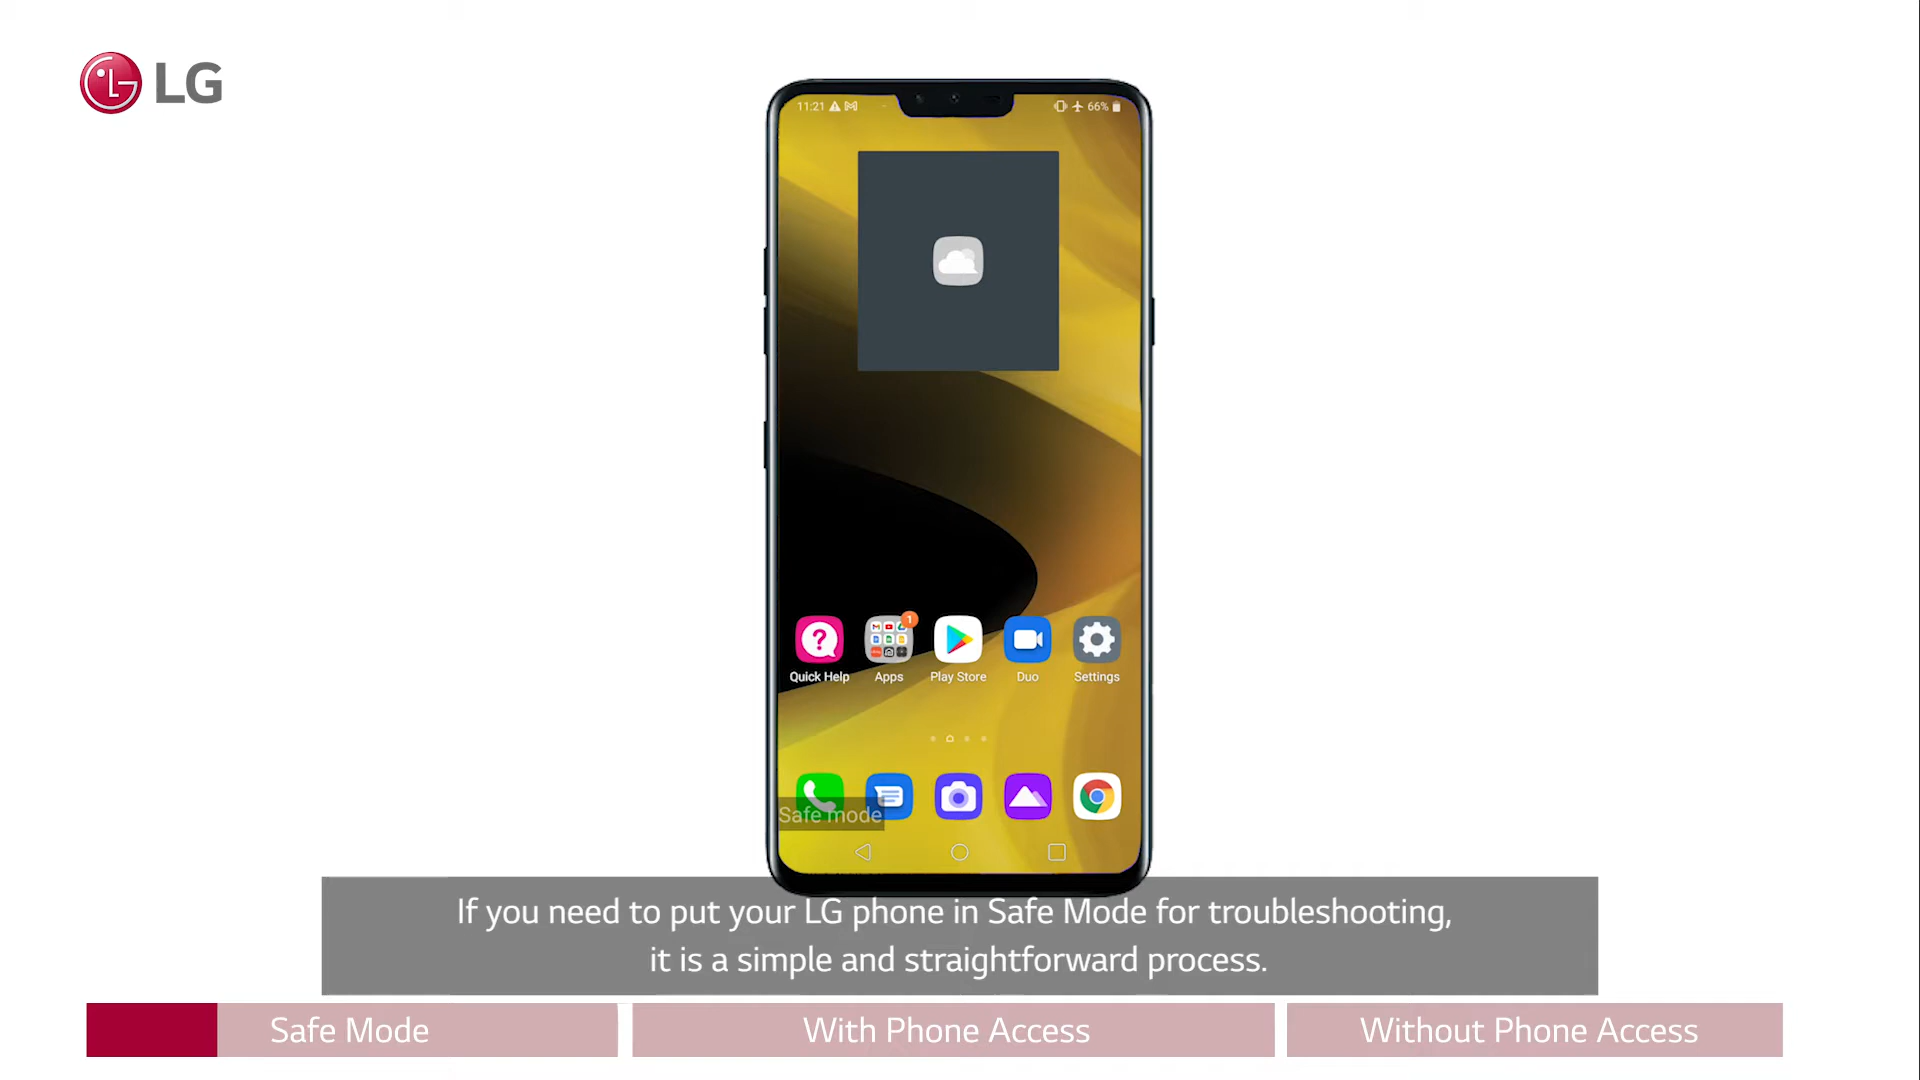 LG
11:21
66%
1
Quick Help
Apps
Play Store
Duo
Settings
Safe mode
If you need to put your LG phone in Safe Mode for troubleshooting,
it is a simple and straightforward process.
Safe Mode
With Phone Access
Without Phone Access